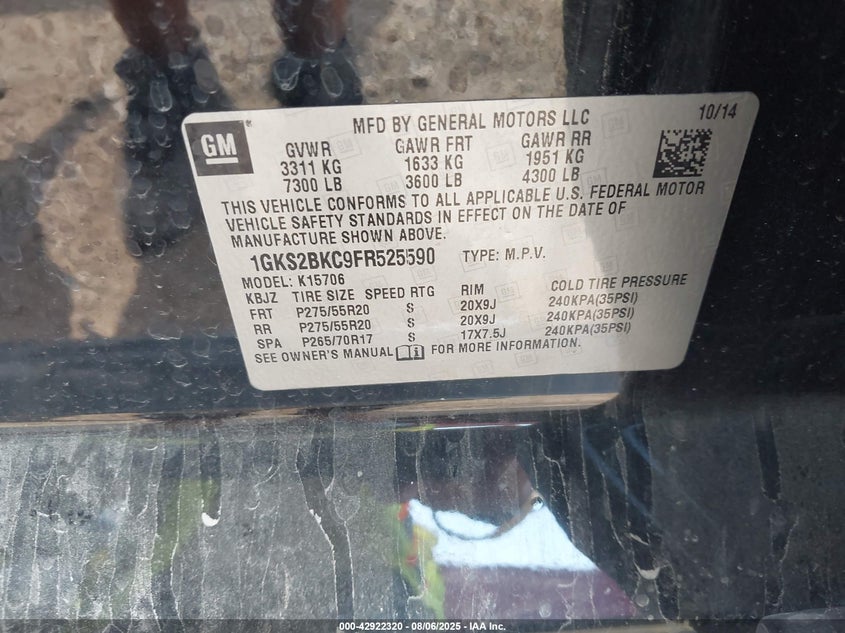 MFD BY GENERAL MOTORS LLC 10/14
GM GVWR GAWR FRT GAWR RR
3311 KG 1633 KG 1951 KG
7300 LB 3600 LB 4300 LB
THIS VEHICLE CONFORMS TO ALL APPLICABLE U.S. FEDERAL MOTOR
VEHICLE SAFETY STANDARDS IN EFFECT ON THE DATE OF
MANUFACTURE SHOWN ABOVE.
1GKS2BKC9FR525590 TYPE: M.P.V.
MODEL: K15706
KBJZ TIRE SIZE SPEED RTG RIM COLD TIRE PRESSURE
FRT P275/55R20 S 20X9J 240KPA(35PSI)
RR P275/55R20 S 20X9J 240KPA(35PSI)
SPA P265/70R17 S 17X7.5J 240KPA(35PSI)
SEE OWNER'S MANUAL FOR MORE INFORMATION.
000-42922320 - 08/06/2025 - IAA Inc.